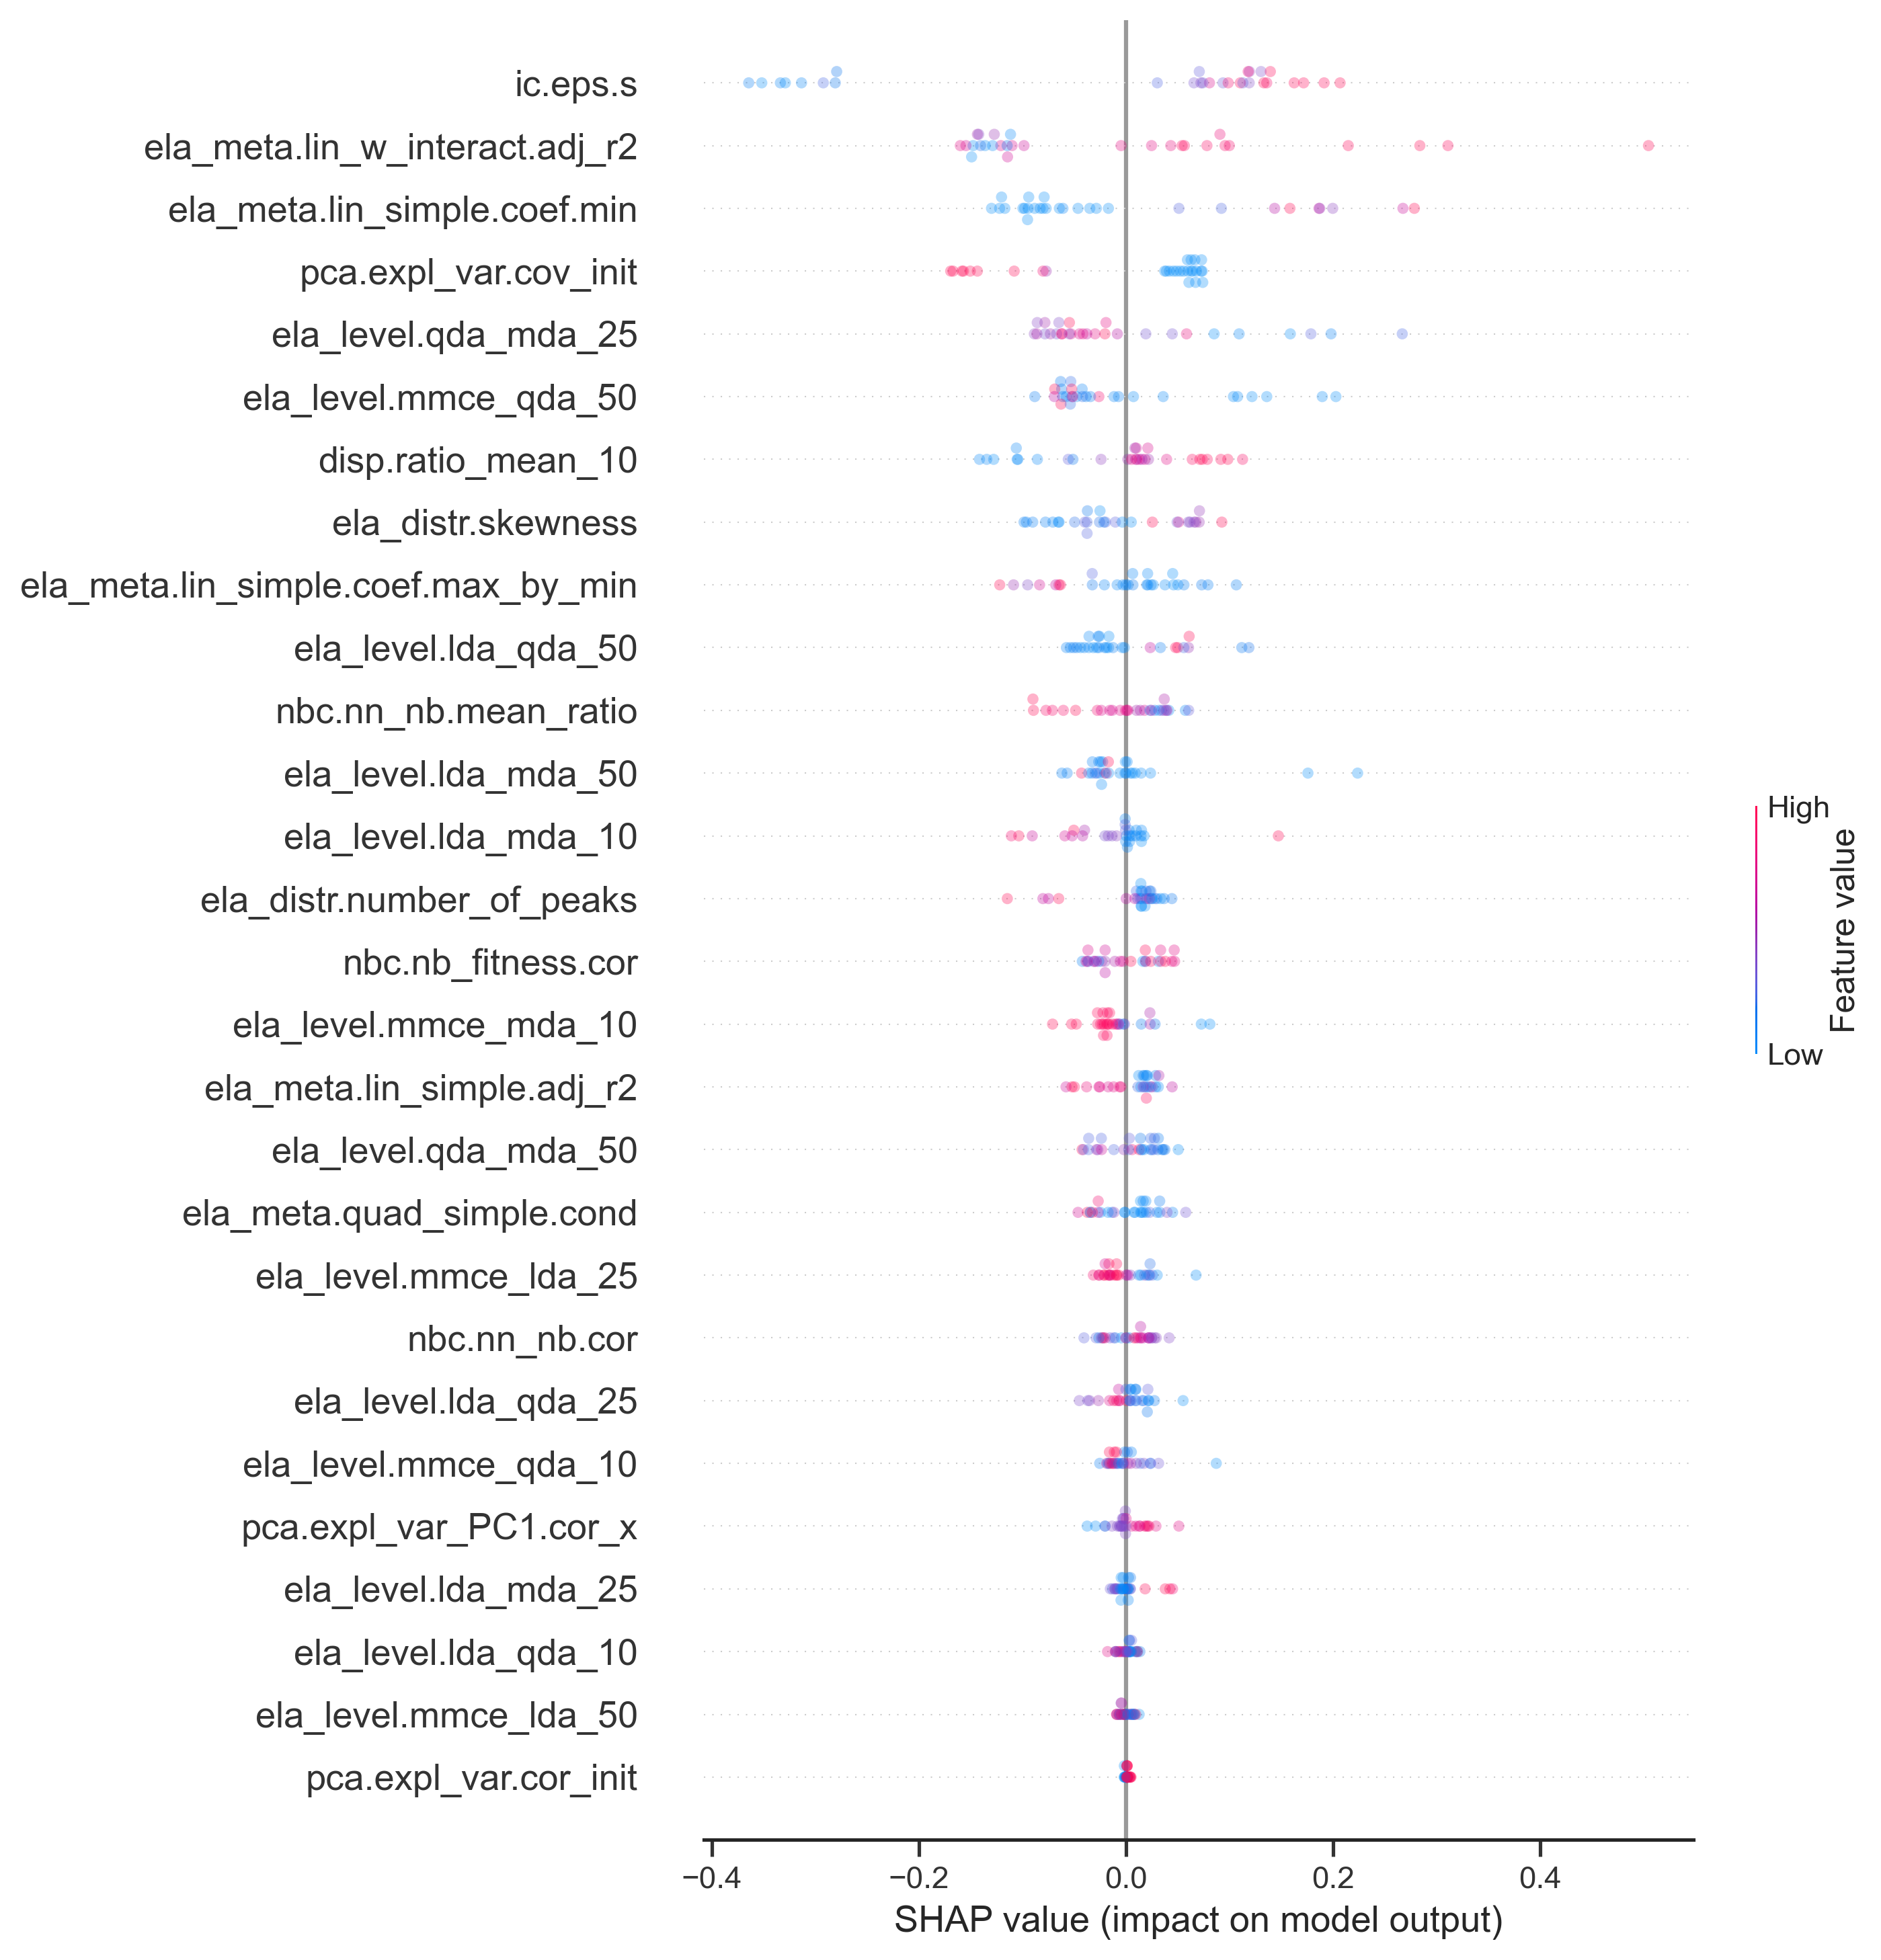 ic.eps.s
ela_meta.lin_w_interact.adj_r2
ela_meta.lin_simple.coef.min
pca.expl_var.cov_init
ela_level.qda_mda_25
ela_level.mmce_qda_50
disp.ratio_mean_10
ela_distr.skewness
ela_meta.lin_simple.coef.max_by_min
ela_level.lda_qda_50
nbc.nn_nb.mean_ratio
ela_level.lda_mda_50
ela_level.lda_mda_10
ela_distr.number_of_peaks
nbc.nb_fitness.cor
ela_level.mmce_mda_10
ela_meta.lin_simple.adj_r2
ela_level.qda_mda_50
ela_meta.quad_simple.cond
ela_level.mmce_lda_25
nbc.nn_nb.cor
ela_level.lda_qda_25
ela_level.mmce_qda_10
pca.expl_var_PC1.cor_x
ela_level.lda_mda_25
ela_level.lda_qda_10
ela_level.mmce_lda_50
pca.expl_var.cor_init
−0.4 −0.2 0.0 0.2 0.4
SHAP value (impact on model output)
High
Feature value
Low